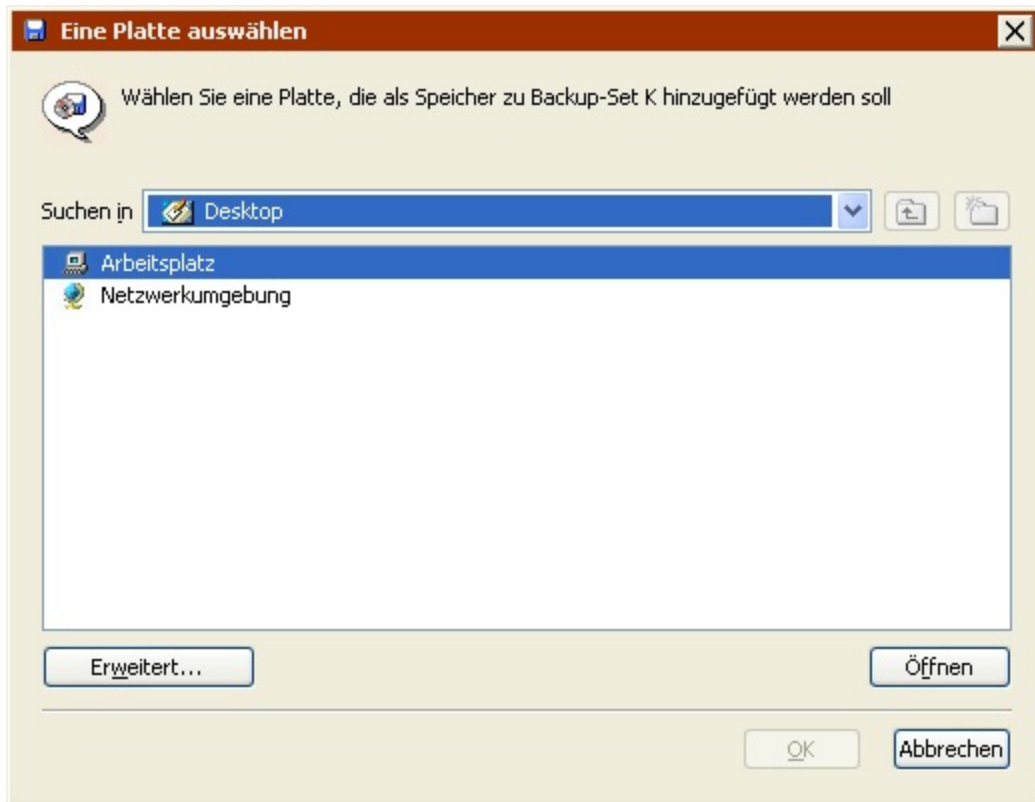 Eine Platte auswählen
Wählen Sie eine Platte, die als Speicher zu Backup-Set K hinzugefügt werden soll
Suchen in Desktop
Arbeitsplatz
Netzwerkumgebung
Erweitert... Öffnen
OK Abbrechen